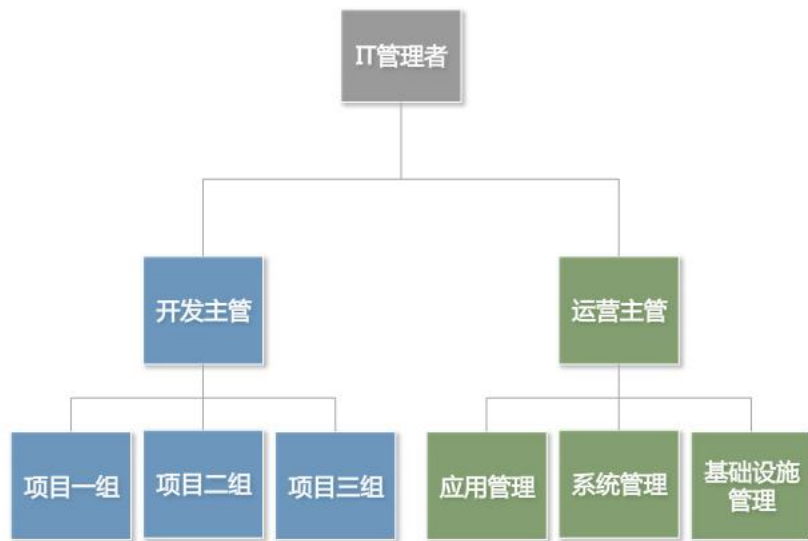 IT管理者
开发主管
运营主管
项目一组
项目二组
项目三组
应用管理
系统管理
基础设施
管理